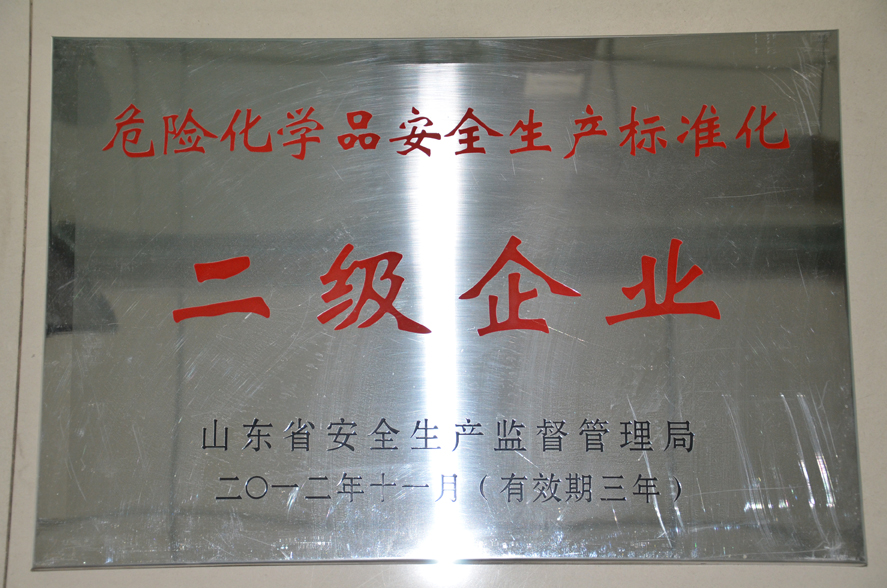 危险化学品安全生产标准化
二级企业
山东省安全生产监督管理局
二〇一二年十一月（有效期三年）